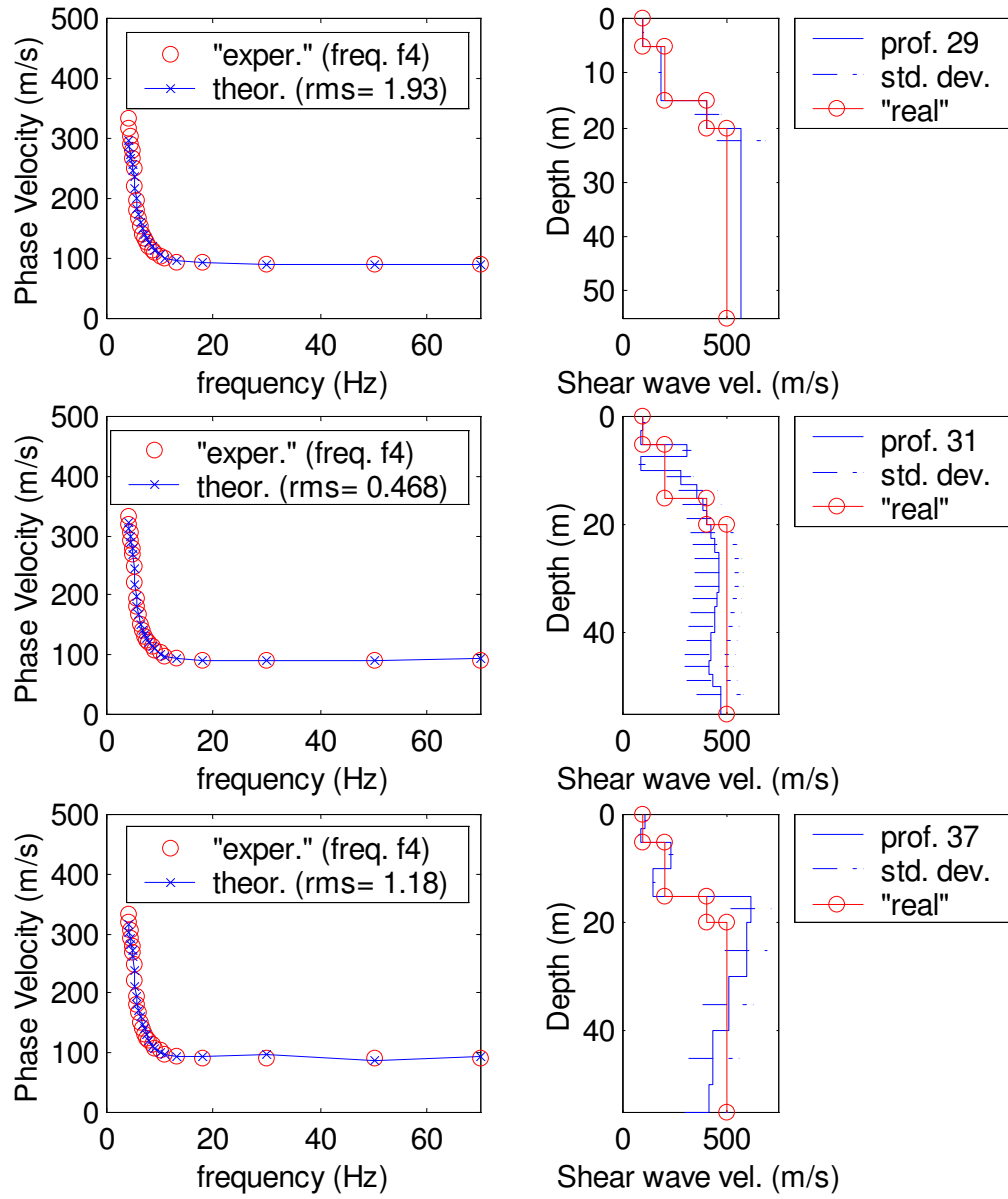 Phase Velocity (m/s)
500
400
300
200
100
0
"exper." (freq. f4)
theor. (rms= 1.93)
0
20
40
60
frequency (Hz)
Depth (m)
0
10
20
30
40
50
0
500
Shear wave vel. (m/s)
prof. 29
std. dev.
"real"
Phase Velocity (m/s)
500
400
300
200
100
0
"exper." (freq. f4)
theor. (rms= 0.468)
0
20
40
60
frequency (Hz)
Depth (m)
0
20
40
0
500
Shear wave vel. (m/s)
prof. 31
std. dev.
"real"
Phase Velocity (m/s)
500
400
300
200
100
0
"exper." (freq. f4)
theor. (rms= 1.18)
0
20
40
60
frequency (Hz)
Depth (m)
0
20
40
0
500
Shear wave vel. (m/s)
prof. 37
std. dev.
"real"